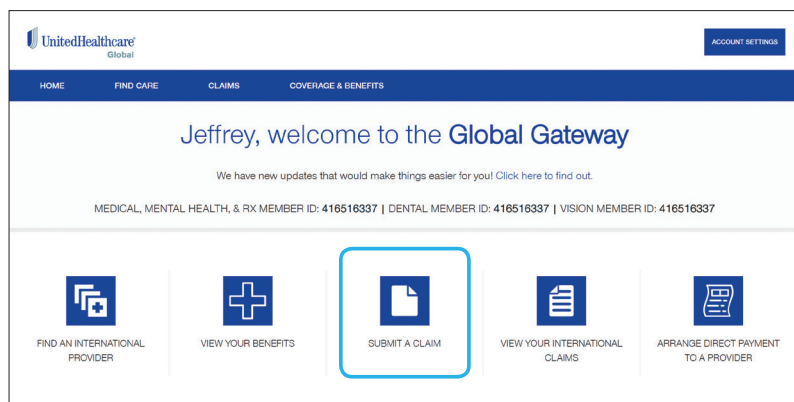 UnitedHealthcare®
Global
ACCOUNT SETTINGS
HOME FIND CARE CLAIMS COVERAGE & BENEFITS
Jeffrey, welcome to the Global Gateway
We have new updates that would make things easier for you! Click here to find out.
MEDICAL, MENTAL HEALTH, & RX MEMBER ID: 416516337 | DENTAL MEMBER ID: 416516337 | VISION MEMBER ID: 416516337
FIND AN INTERNATIONAL
PROVIDER
VIEW YOUR BENEFITS
SUBMIT A CLAIM
VIEW YOUR INTERNATIONAL
CLAIMS
ARRANGE DIRECT PAYMENT
TO A PROVIDER